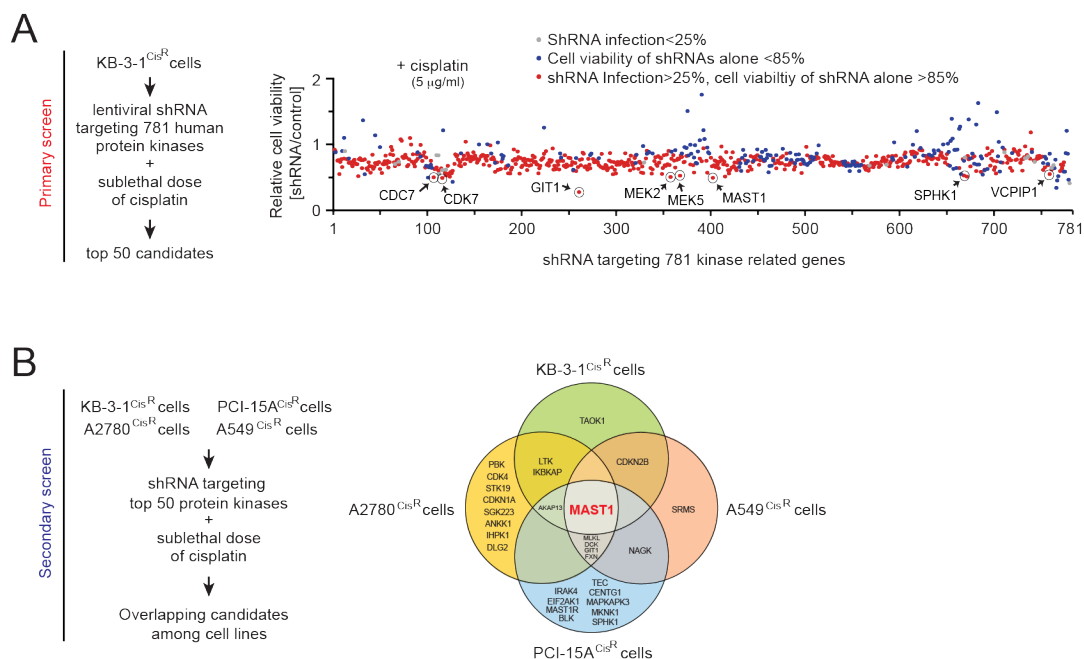 A
Primary screen
KB-3-1CisR cells
lentiviral shRNA
targeting 781 human
protein kinases
+
sublethal dose
of cisplatin
top 50 candidates
+ cisplatin
(5 μg/ml)
ShRNA infection<25%
Cell viability of shRNAs alone <85%
shRNA Infection>25%, cell viabiltiy of shRNA alone >85%
Relative cell viability
[shRNA/control]
2
1
0
CDC7
CDK7
GIT1
MEK2
MEK5
MAST1
SPHK1
VCPIP1
1 100 200 300 400 500 600 700 781
shRNA targeting 781 kinase related genes
B
Secondary screen
KB-3-1CisR cells PCI-15ACisR cells
A2780CisR cells A549CisR cells
shRNA targeting
top 50 protein kinases
+
sublethal dose
of cisplatin
Overlapping candidates
among cell lines
KB-3-1CisR cells
TAOK1
LTK
IKBKAP
CDKN2B
PBK
CDK4
STK19
CDKN1A
SGK223
ANKK1
IHPK1
DLG2
A2780CisR cells
AKAP13
MAST1
SRMS
A549CisR cells
MLKL
DCK
GIT1
FXN
NAGK
IRAK4
EIF2AK1
MAST1R
BLK
TEC
CENTG1
MAPKAPK3
MKNK1
SPHK1
PCI-15ACisR cells